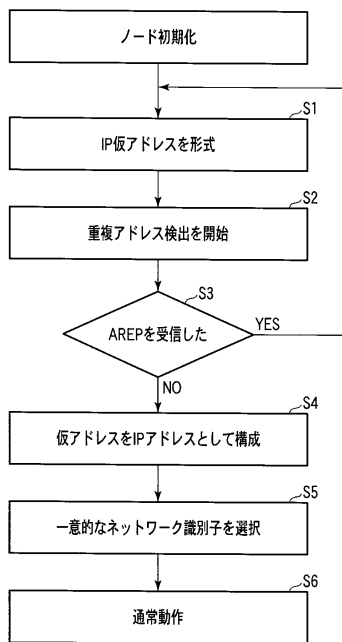 ノード初期化
S1
IP仮アドレスを形式
S2
重複アドレス検出を開始
S3
AREPを受信した
YES
NO
S4
仮アドレスをIPアドレスとして構成
S5
一意的なネットワーク識別子を選択
S6
通常動作